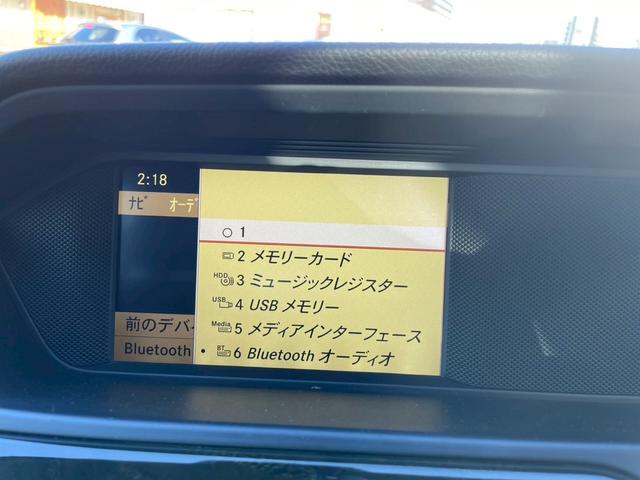 2:18
ナビ オーデ
1
2 メモリーカード
HDD 3 ミュージックレジスター
USB 4 USB メモリー
Media 5 メディアインターフェース
BT 6 Bluetooth オーディオ
前のデバイ
Bluetooth